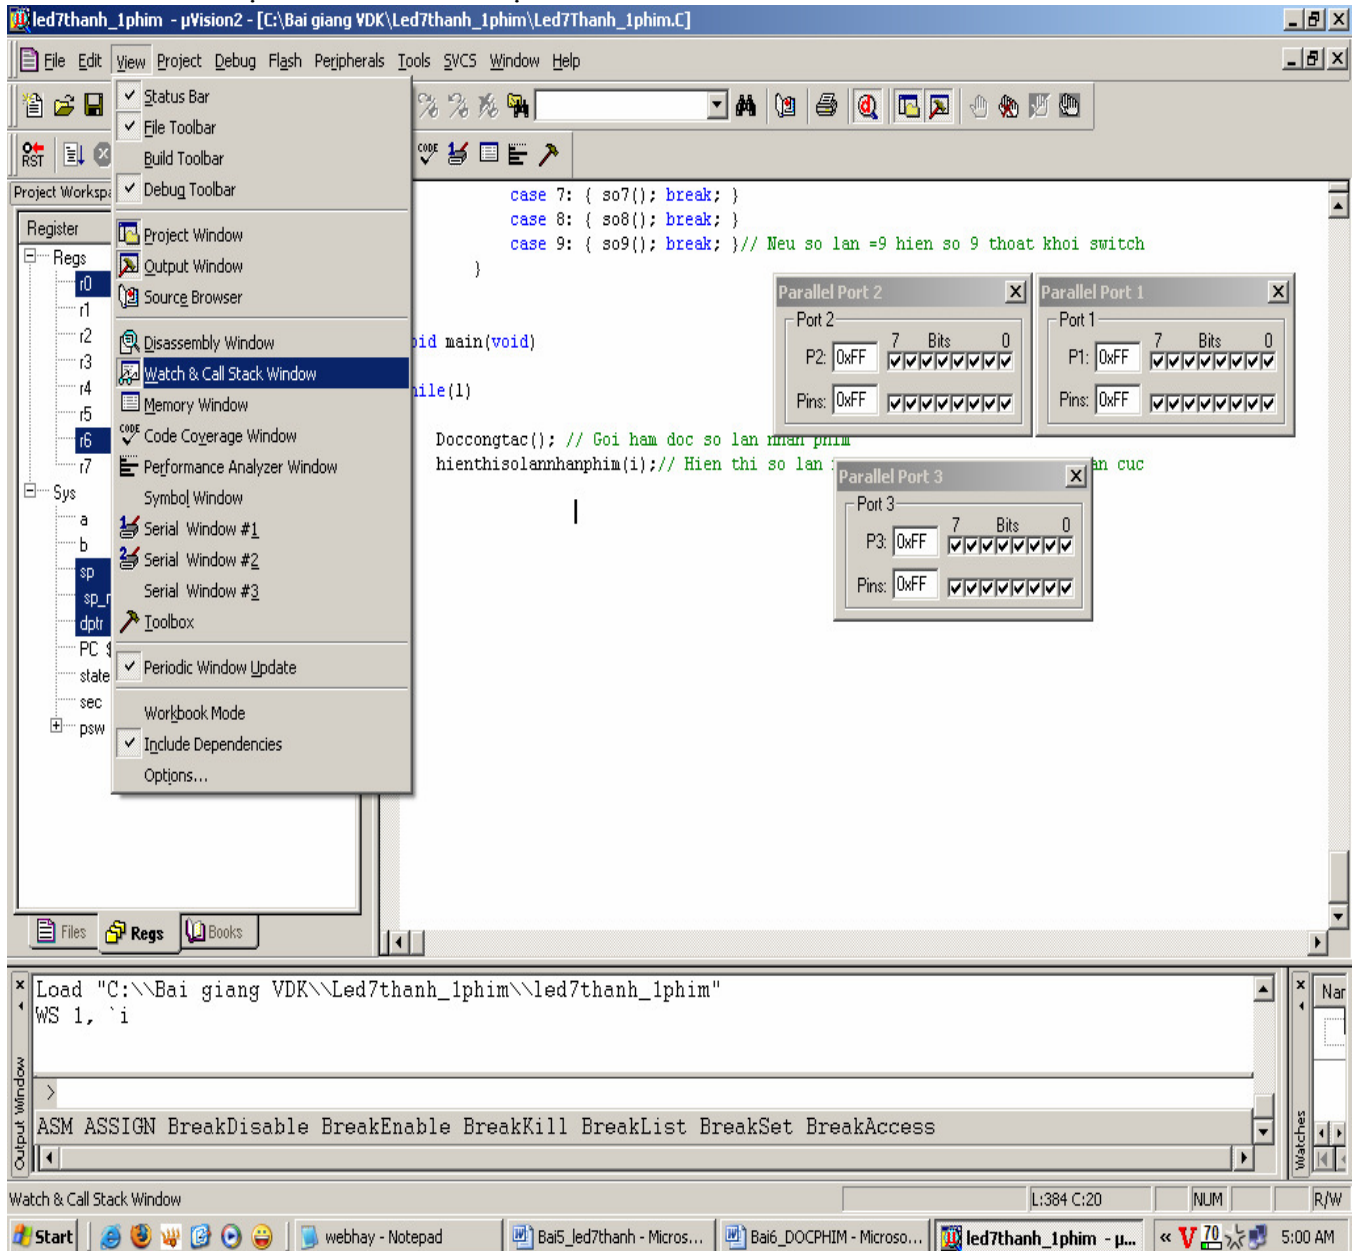 led7thanh_1phim - µVision2 - [C:\Bai giang VDK\Led7thanh_1phim\Led7Thanh_1phim.C]
File Edit View Project Debug Flash Peripherals Tools SVCS Window Help
Status Bar
File Toolbar
Build Toolbar
Debug Toolbar
Project Window
Output Window
Source Browser
Disassembly Window
Watch & Call Stack Window
Memory Window
Code Coverage Window
Performance Analyzer Window
Symbol Window
Serial Window #1
Serial Window #2
Serial Window #3
Toolbox
Periodic Window Update
Workbook Mode
Include Dependencies
Options...
RST
CODE
Project Workspa
Register
Regs
r0
r1
r2
r3
r4
r5
r6
r7
Sys
a
b
sp
sp_
dptr
PC $
state
sec
psw
Files Regs Books
case 7: { so7(); break; }
case 8: { so8(); break; }
case 9: { so9(); break; }// Neu so lan =9 hien so 9 thoat khoi switch
}
oid main(void)
hile(1)
Doccongtac(); // Goi ham doc so lan nhan phim
hienthisolannhanphim(i);// Hien thi so lan
an cuc
Parallel Port 2
Port 2
7 Bits 0
P2: 0xFF
Pins: 0xFF
Parallel Port 1
Port 1
7 Bits 0
P1: 0xFF
Pins: 0xFF
Parallel Port 3
Port 3
7 Bits 0
P3: 0xFF
Pins: 0xFF
Load "C:\\Bai giang VDK\\Led7thanh_1phim\\led7thanh_1phim"
WS 1, `i
>
ASM ASSIGN BreakDisable BreakEnable BreakKill BreakList BreakSet BreakAccess
Output Window
Nar
Watches
Watch & Call Stack Window
L:384 C:20
NUM
R/W
Start
webhay - Notepad
Bai5_led7thanh - Micros...
Bai6_DOCPHIM - Microso...
led7thanh_1phim - µ...
« V 70
5:00 AM